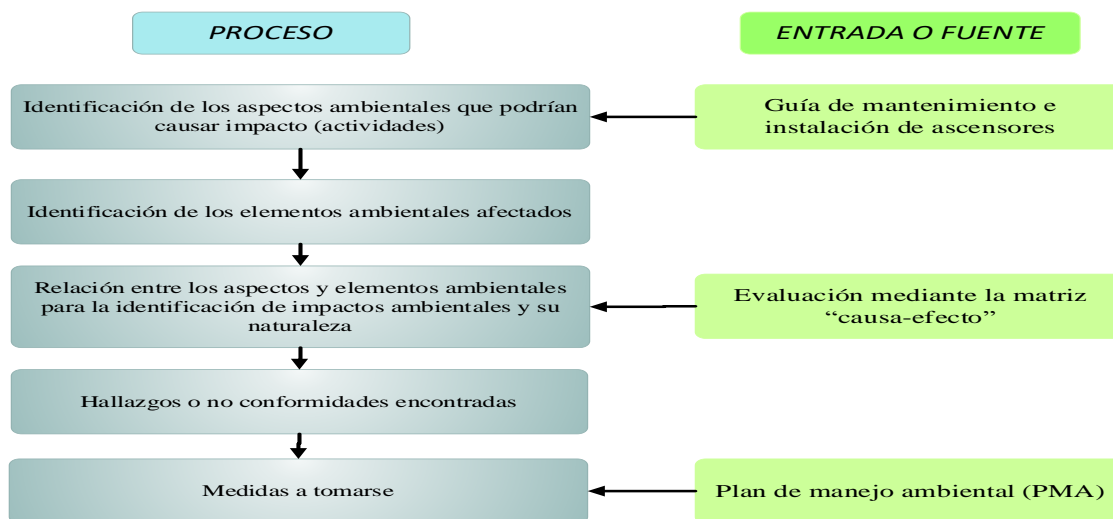 PROCESO
ENTRADA O FUENTE
Identificación de los aspectos ambientales que podrían
causar impacto (actividades)
Guía de mantenimiento e
instalación de ascensores
Identificación de los elementos ambientales afectados
Relación entre los aspectos y elementos ambientales
para la identificación de impactos ambientales y su
naturaleza
Evaluación mediante la matriz
“causa-efecto”
Hallazgos o no conformidades encontradas
Medidas a tomarse
Plan de manejo ambiental (PMA)